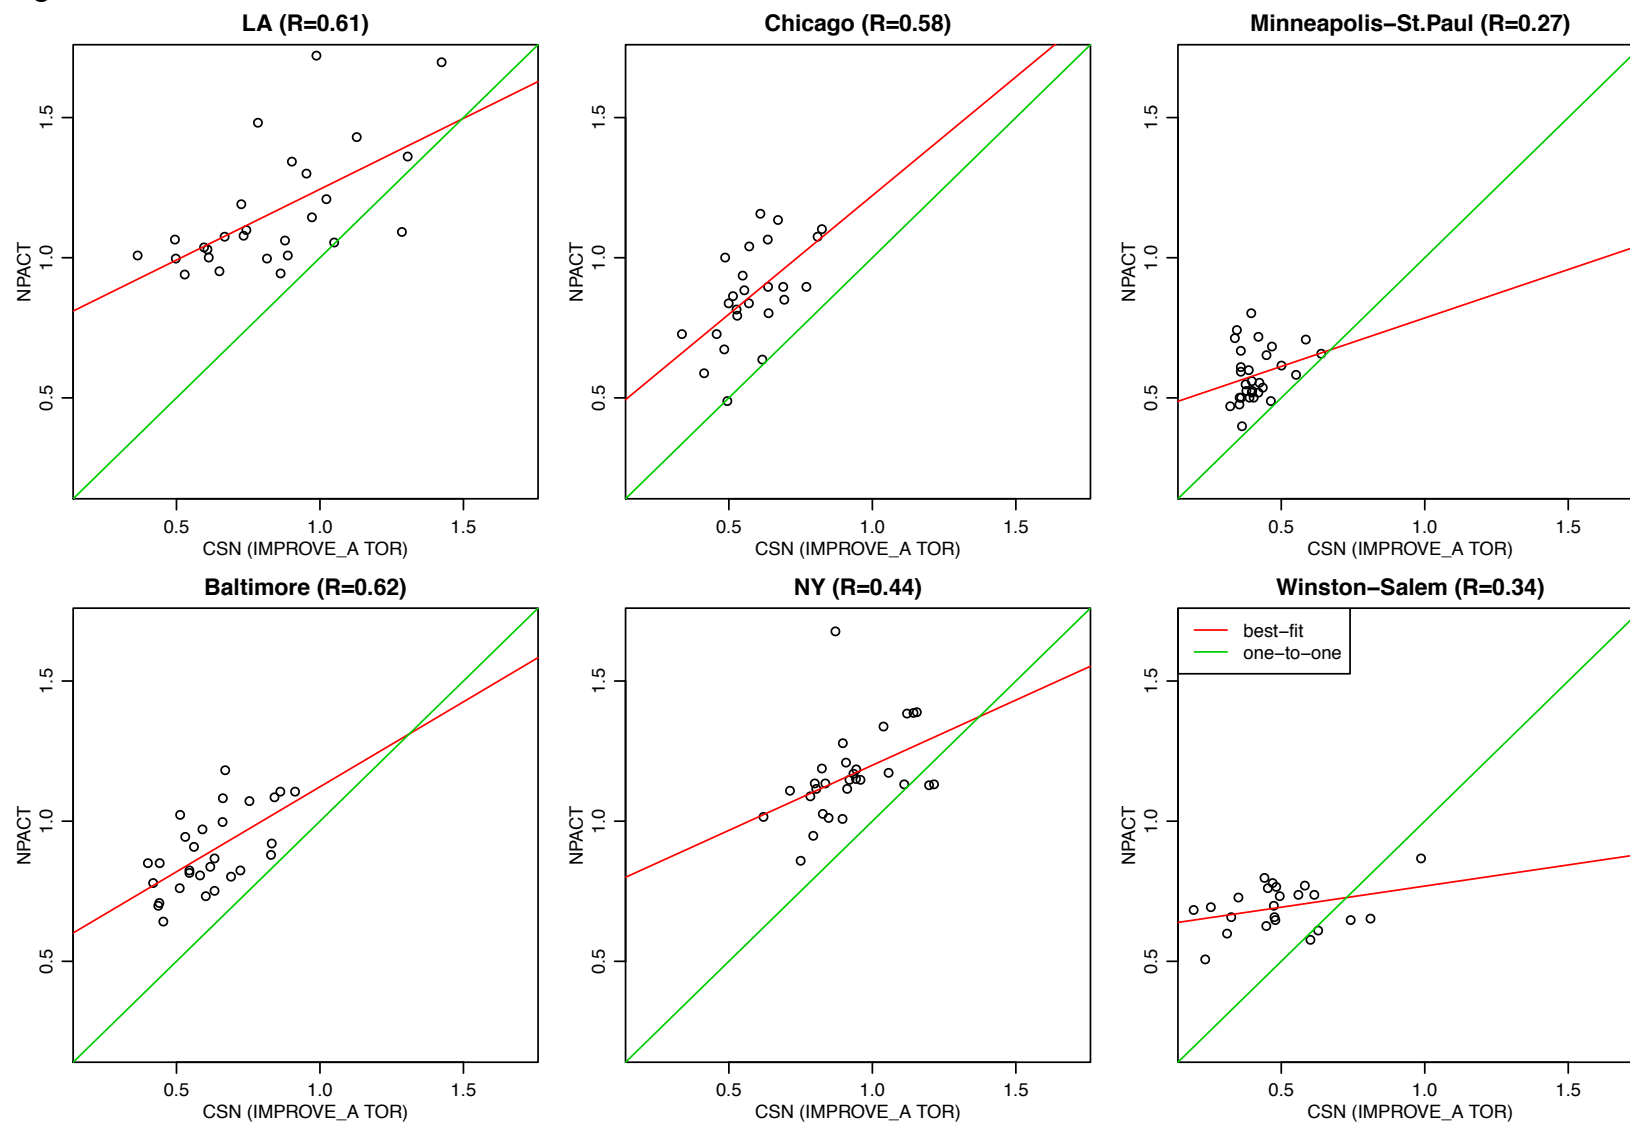 LA (R=0.61)
NPACT
0.5
1.0
1.5
0.5
1.0
1.5
CSN (IMPROVE_A TOR)
Chicago (R=0.58)
NPACT
0.5
1.0
1.5
0.5
1.0
1.5
CSN (IMPROVE_A TOR)
Minneapolis−St.Paul (R=0.27)
NPACT
0.5
1.0
1.5
0.5
1.0
1.5
CSN (IMPROVE_A TOR)
Baltimore (R=0.62)
NPACT
0.5
1.0
1.5
0.5
1.0
1.5
CSN (IMPROVE_A TOR)
NY (R=0.44)
NPACT
0.5
1.0
1.5
0.5
1.0
1.5
CSN (IMPROVE_A TOR)
Winston−Salem (R=0.34)
best−fit
one−to−one
NPACT
0.5
1.0
1.5
0.5
1.0
1.5
CSN (IMPROVE_A TOR)